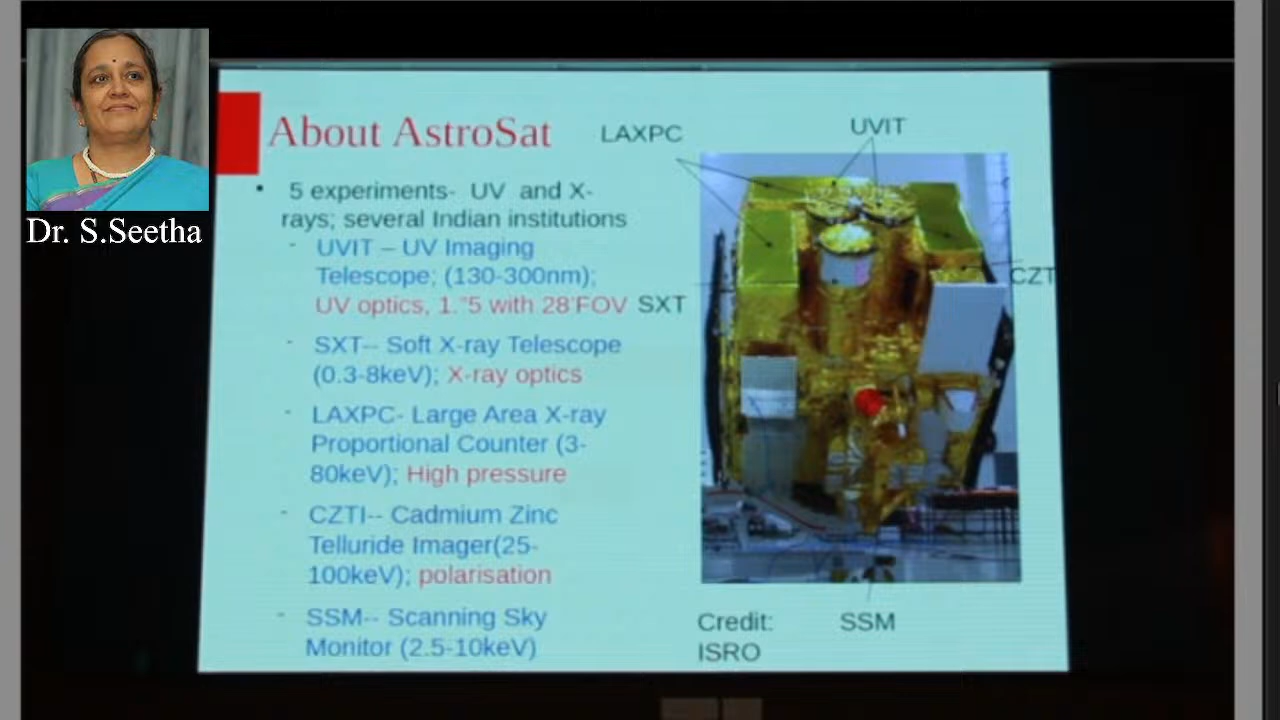 Dr. S.Seetha
About AstroSat
LAXPC
UVIT
5 experiments- UV and X-
rays; several Indian institutions
UVIT – UV Imaging
Telescope; (130-300nm);
UV optics, 1."5 with 28'FOV
SXT
CZT
SXT-- Soft X-ray Telescope
(0.3-8keV); X-ray optics
LAXPC- Large Area X-ray
Proportional Counter (3-
80keV); High pressure
CZTI-- Cadmium Zinc
Telluride Imager(25-
100keV); polarisation
SSM-- Scanning Sky
Monitor (2.5-10keV)
Credit:
ISRO
SSM